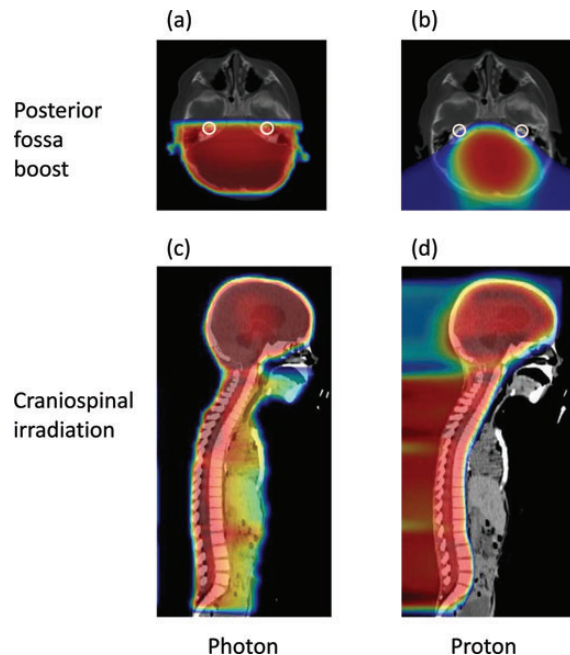 (a)
(b)
Posterior
fossa
boost
(c)
(d)
Craniospinal
irradiation
Photon
Proton